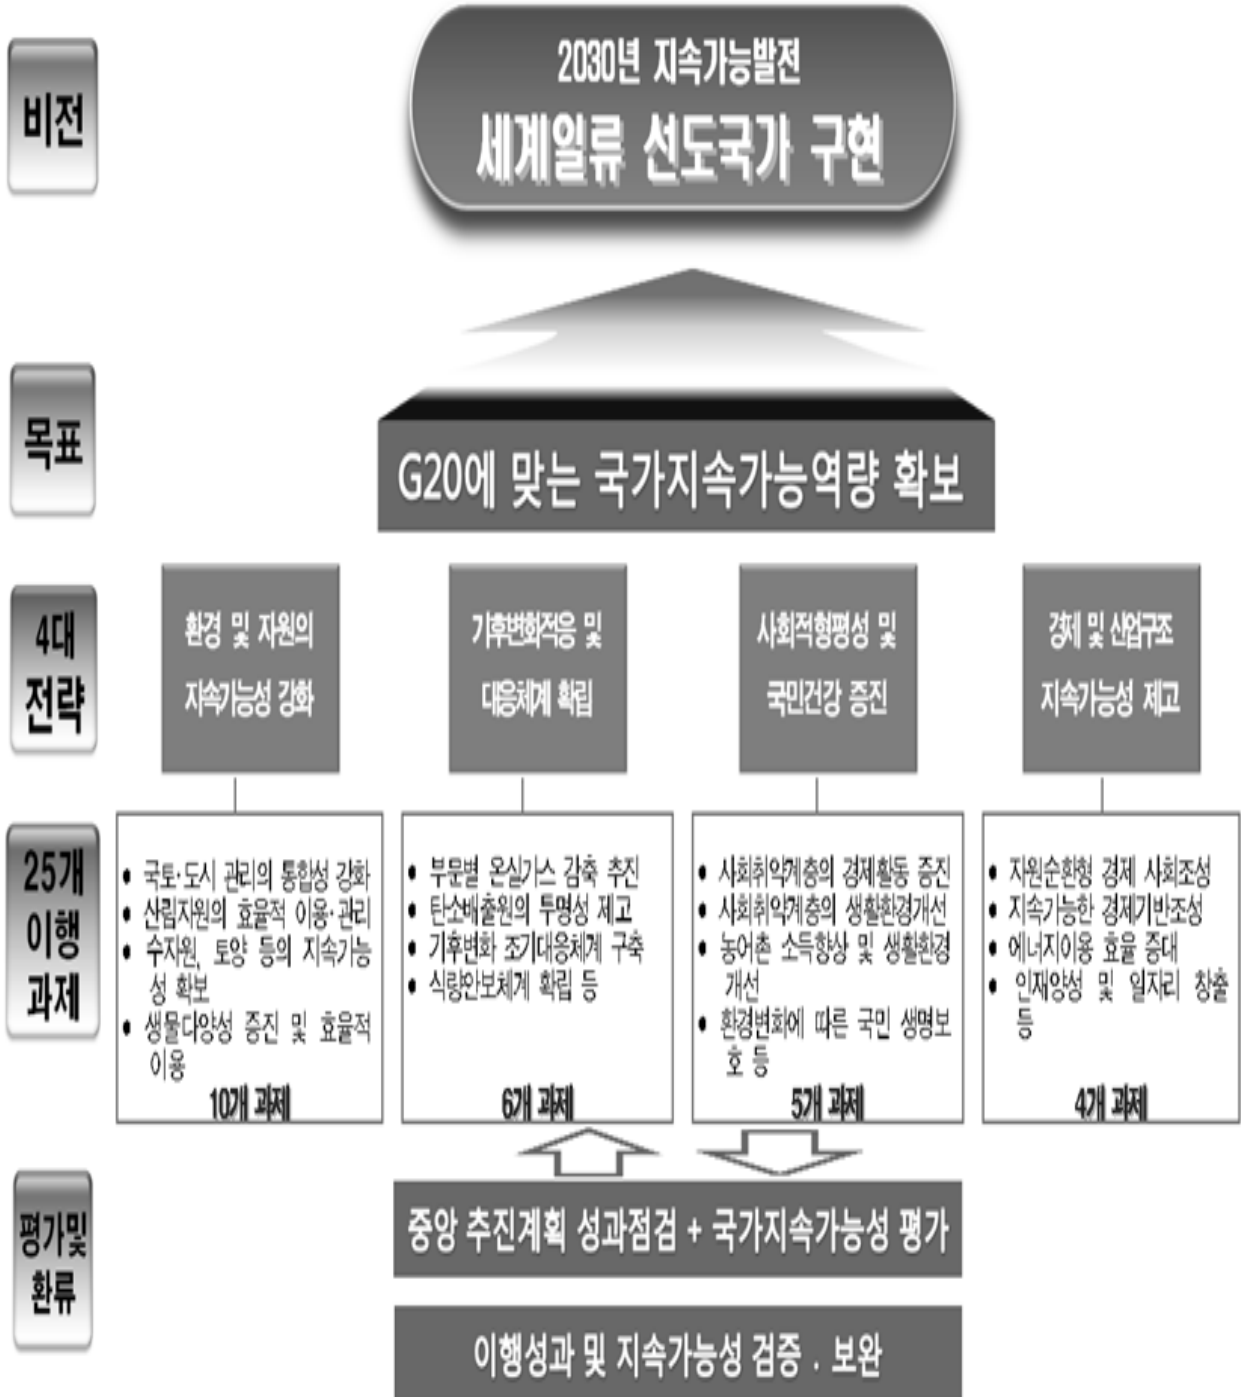 비전
2030년 지속가능발전
세계일류 선도국가 구현
목표
G20에 맞는 국가지속가능역량 확보
4대
전략
환경 및 자원의
지속가능성 강화
기후변화적응 및
대응체계 확립
사회적형평성 및
국민건강 증진
경제 및 산업구조
지속가능성 제고
25개
이행
과제
• 국토·도시 관리의 통합성 강화
• 산림자원의 효율적 이용·관리
• 수자원, 토양 등의 지속가능
성 확보
• 생물다양성 증진 및 효율적
이용
10개 과제
• 부문별 온실가스 감축 추진
• 탄소배출원의 투명성 제고
• 기후변화 조기대응체계 구축
• 식량안보체계 확립 등
6개 과제
• 사회취약계층의 경제활동 증진
• 사회취약계층의 생활환경개선
• 농어촌 소득향상 및 생활환경
개선
• 환경변화에 따른 국민 생명보
호 등
5개 과제
• 자원순환형 경제 사회조성
• 지속가능한 경제기반조성
• 에너지이용 효율 증대
• 인재양성 및 일자리 창출
등
4개 과제
평가및
환류
중앙 추진계획 성과점검 + 국가지속가능성 평가
이행성과 및 지속가능성 검증 . 보완